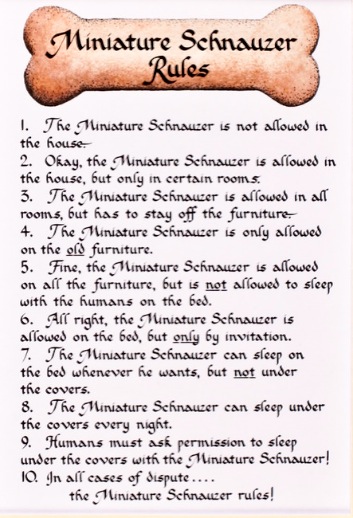 Miniature Schnauzer
Rules
1. The Miniature Schnauzer is not allowed in
the house.
2. Okay, the Miniature Schnauzer is allowed in
the house, but only in certain rooms.
3. The Miniature Schnauzer is allowed in all
rooms, but has to stay off the furniture.
4. The Miniature Schnauzer is only allowed
on the old furniture.
5. Fine, the Miniature Schnauzer is allowed
on all the furniture, but is not allowed to sleep
with the humans on the bed.
6. All right, the Miniature Schnauzer is
allowed on the bed, but only by invitation.
7. The Miniature Schnauzer can sleep on
the bed whenever he wants, but not under
the covers.
8. The Miniature Schnauzer can sleep under
the covers every night.
9. Humans must ask permission to sleep
under the covers with the Miniature Schnauzer!
10. In all cases of dispute....
the Miniature Schnauzer rules!